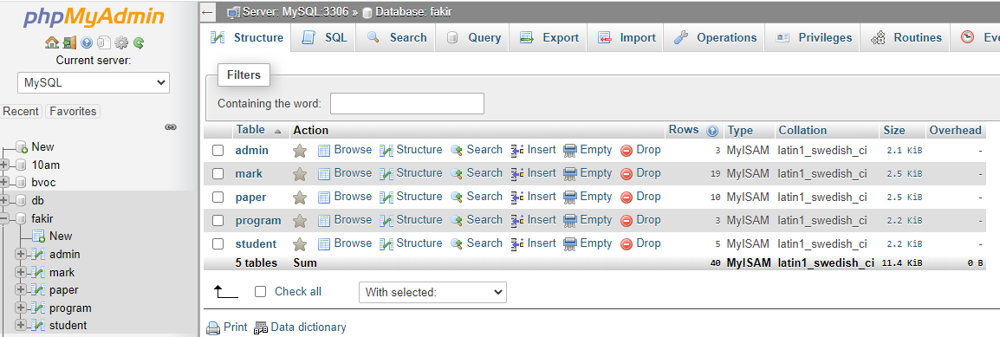 phpMyAdmin
Current server:
MySQL
Recent Favorites
New
10am
bvoc
db
fakir
New
admin
mark
paper
program
student
Server: MySQL:3306 » Database: fakir
Structure SQL Search Query Export Import Operations Privileges Routines Eve
Filters
Containing the word:
Table Action Rows Type Collation Size Overhead
admin Browse Structure Search Insert Empty Drop 3 MyISAM latin1_swedish_ci 2.1 KiB -
mark Browse Structure Search Insert Empty Drop 19 MyISAM latin1_swedish_ci 2.5 KiB -
paper Browse Structure Search Insert Empty Drop 10 MyISAM latin1_swedish_ci 2.5 KiB -
program Browse Structure Search Insert Empty Drop 3 MyISAM latin1_swedish_ci 2.2 KiB -
student Browse Structure Search Insert Empty Drop 5 MyISAM latin1_swedish_ci 2.2 KiB -
5 tables Sum 40 MyISAM latin1_swedish_ci 11.4 KiB 0 B
Check all With selected:
Print Data dictionary